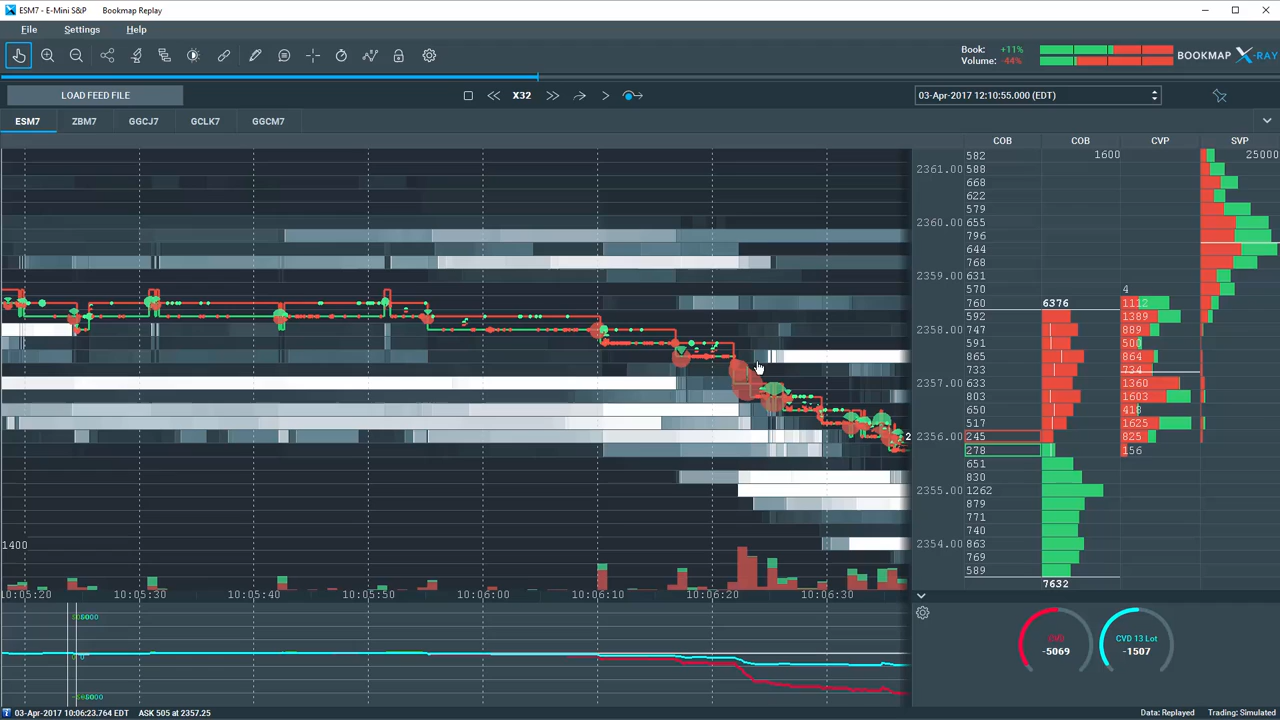 ESM7 - E-Mini S&P Bookmap Replay
File Settings Help
Book: +11%
Volume: -44%
BOOKMAP X-RAY
LOAD FEED FILE X32 03-Apr-2017 12:10:55.000 (EDT)
ESM7 ZBM7 GGCJ7 GCLK7 GGCM7
COB COB CVP SVP
582 1600 25000
2361.00 588
668
622
579
2360.00 655
796
644
768
2359.00 631
570 4
760 6376 1112
592 1389
2358.00 747 889
591 500
865 864
733 734
2357.00 633 1360
803 1603
650 418
517 1625
2 2356.00 245 825
278 156
651
830
2355.00 1262
879
771
740
1400 2354.00 863
769
589
7632
10:05:20 10:05:30 10:05:40 10:05:50 10:06:00 10:06:10 10:06:20 10:06:30
0
CVD 13 Lot
-5069 -1507
03-Apr-2017 10:06:23.764 EDT ASK 505 at 2357.25 Data: Replayed Trading: Simulated